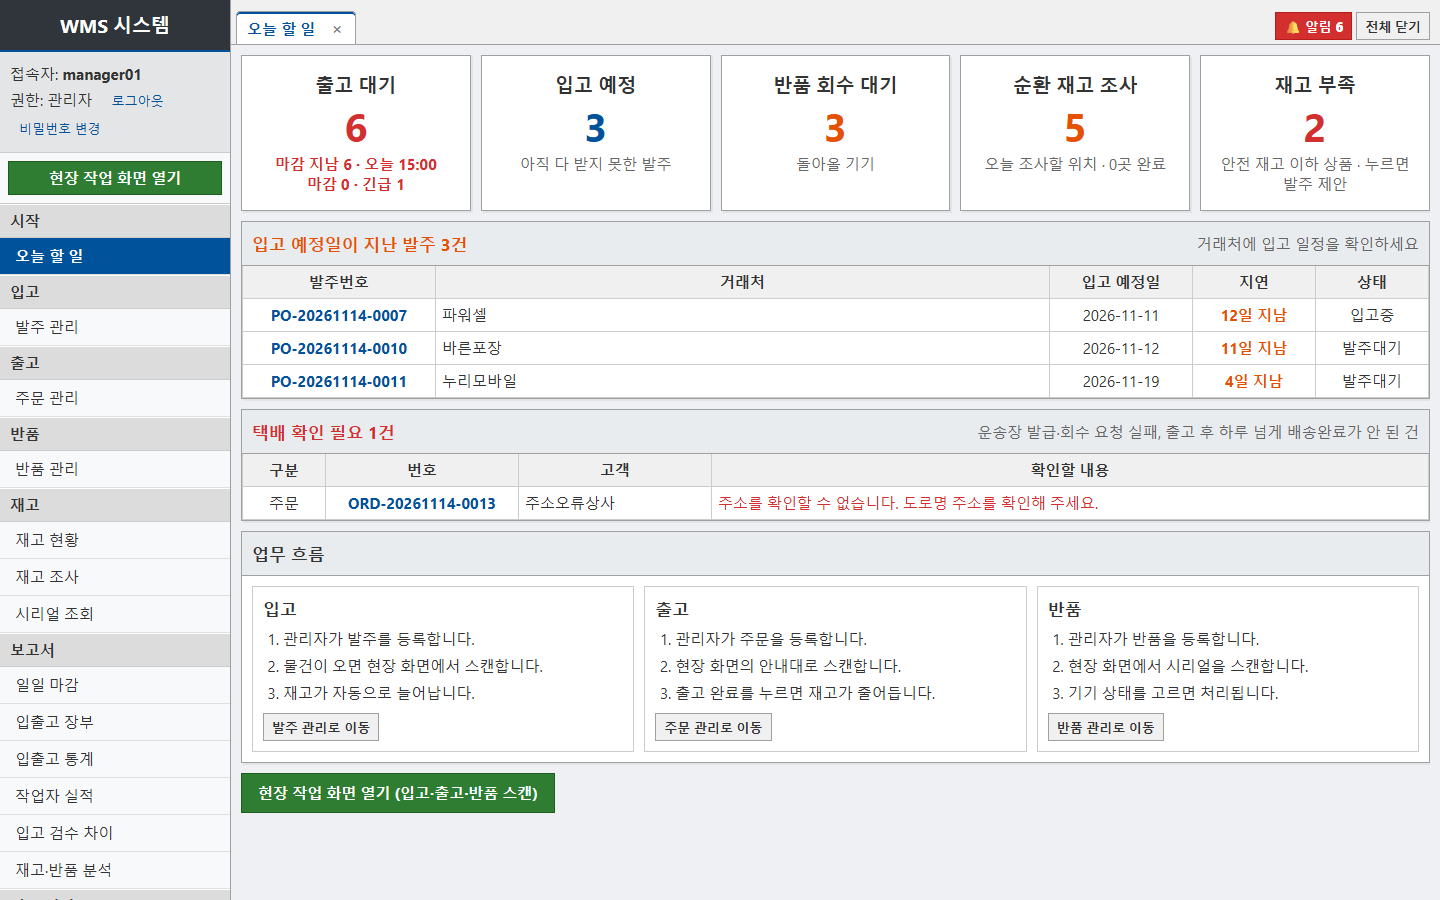 WMS 시스템
접속자: manager01
권한: 관리자 로그아웃
비밀번호 변경
현장 작업 화면 열기
시작
오늘 할 일
입고
발주 관리
출고
주문 관리
반품
반품 관리
재고
재고 현황
재고 조사
시리얼 조회
보고서
일일 마감
입출고 장부
입출고 통계
작업자 실적
입고 검수 차이
재고·반품 분석
오늘 할 일 ×
알림 6 전체 닫기
출고 대기
6
마감 지남 6 · 오늘 15:00
마감 0 · 긴급 1
입고 예정
3
아직 다 받지 못한 발주
반품 회수 대기
3
돌아올 기기
순환 재고 조사
5
오늘 조사할 위치 · 0곳 완료
재고 부족
2
안전 재고 이하 상품 · 누르면
발주 제안
입고 예정일이 지난 발주 3건 거래처에 입고 일정을 확인하세요
발주번호 거래처 입고 예정일 지연 상태
PO-20261114-0007 파워셀 2026-11-11 12일 지남 입고중
PO-20261114-0010 바른포장 2026-11-12 11일 지남 발주대기
PO-20261114-0011 누리모바일 2026-11-19 4일 지남 발주대기
택배 확인 필요 1건 운송장 발급·회수 요청 실패, 출고 후 하루 넘게 배송완료가 안 된 건
구분 번호 고객 확인할 내용
주문 ORD-20261114-0013 주소오류상사 주소를 확인할 수 없습니다. 도로명 주소를 확인해 주세요.
업무 흐름
입고
1. 관리자가 발주를 등록합니다.
2. 물건이 오면 현장 화면에서 스캔합니다.
3. 재고가 자동으로 늘어납니다.
발주 관리로 이동
출고
1. 관리자가 주문을 등록합니다.
2. 현장 화면의 안내대로 스캔합니다.
3. 출고 완료를 누르면 재고가 줄어듭니다.
주문 관리로 이동
반품
1. 관리자가 반품을 등록합니다.
2. 현장 화면에서 시리얼을 스캔합니다.
3. 기기 상태를 고르면 처리됩니다.
반품 관리로 이동
현장 작업 화면 열기 (입고·출고·반품 스캔)